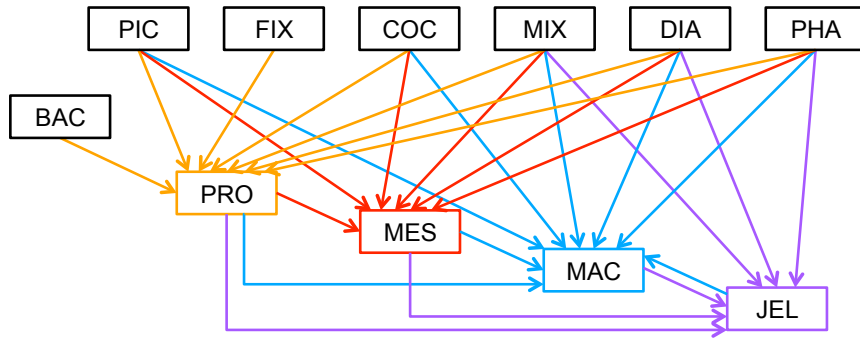 PIC FIX COC MIX DIA PHA
BAC
PRO
MES
MAC
JEL